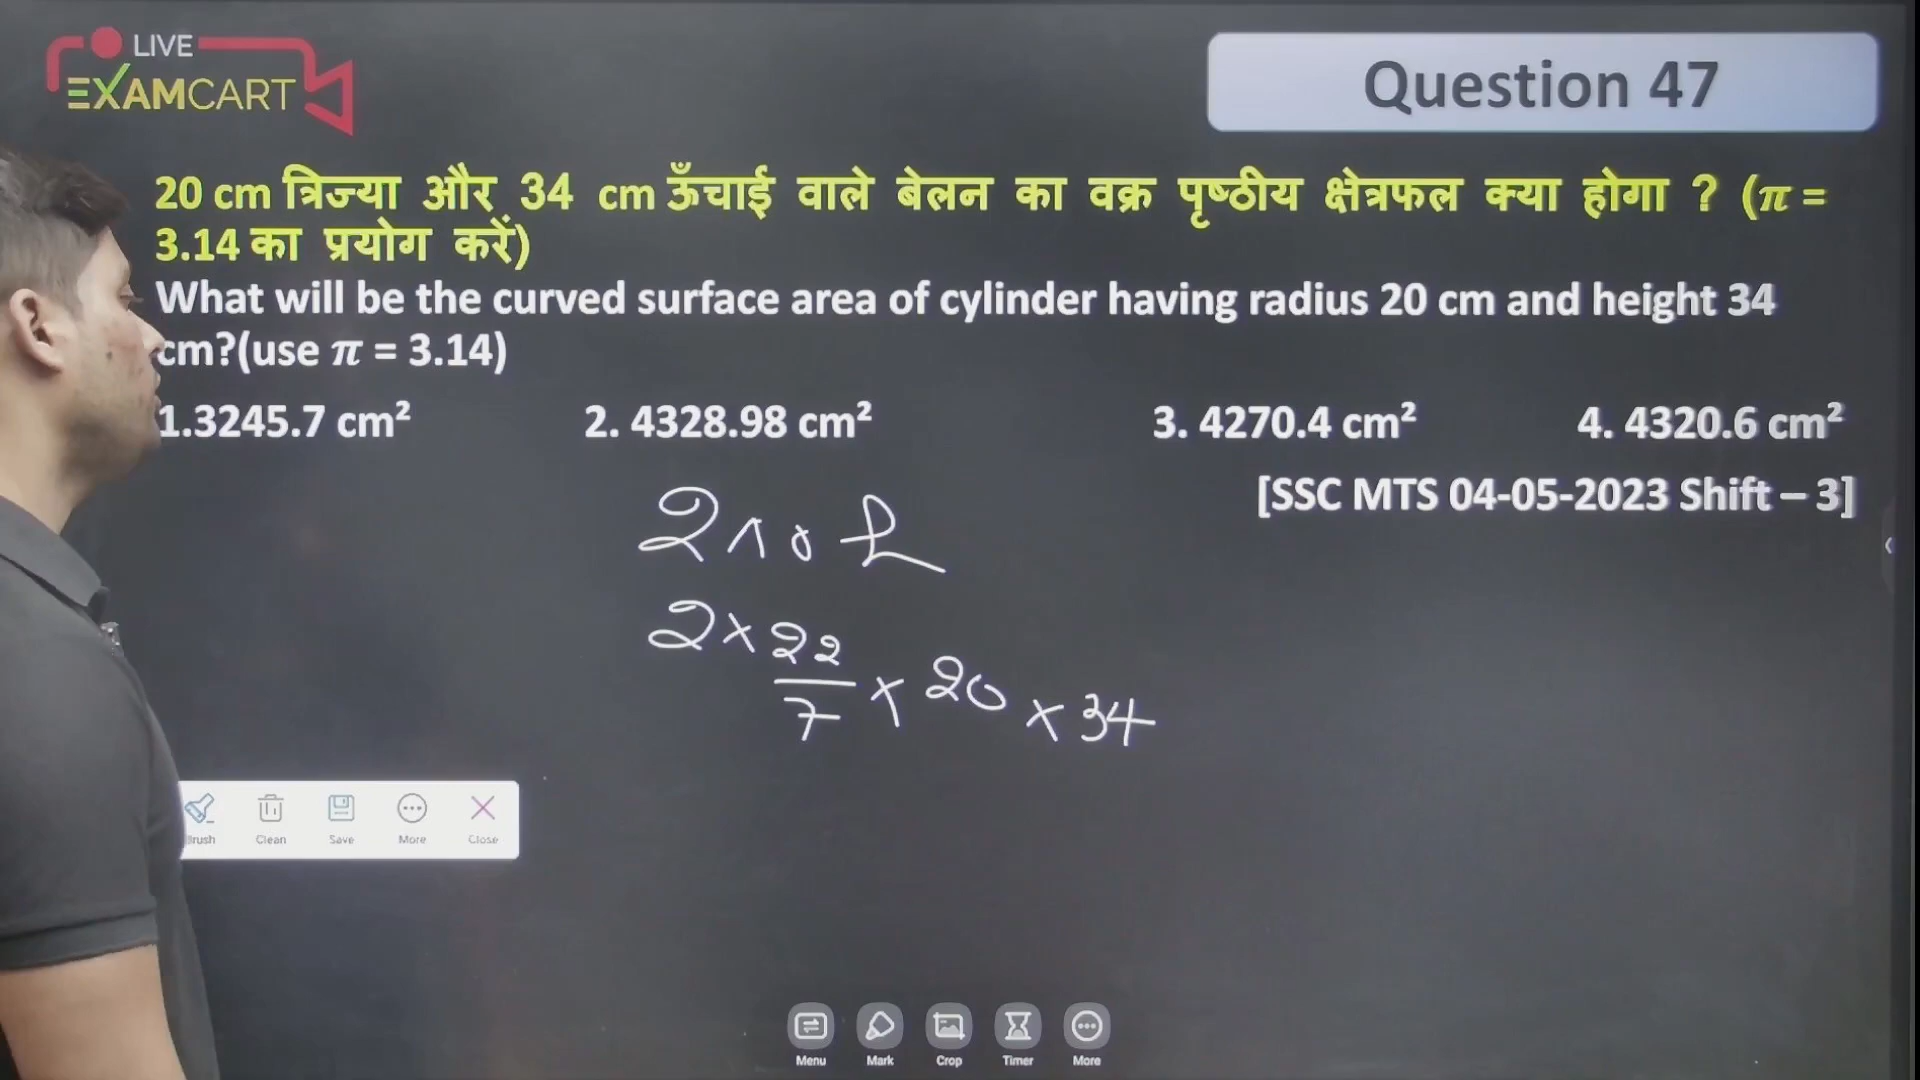 LIVE
EXAMCART
Question 47
20 cm त्रिज्या और 34 cm ऊँचाई वाले बेलन का वक्र पृष्ठीय क्षेत्रफल क्या होगा ? (π =
3.14 का प्रयोग करें)
What will be the curved surface area of cylinder having radius 20 cm and height 34
cm?(use π = 3.14)
1.3245.7 cm² 2. 4328.98 cm² 3. 4270.4 cm² 4. 4320.6 cm²
[SSC MTS 04-05-2023 Shift – 3]
2πrh
2 × 22/7 × 20 × 34
Brush Clean Save More Close
Menu Mark Crop Timer More